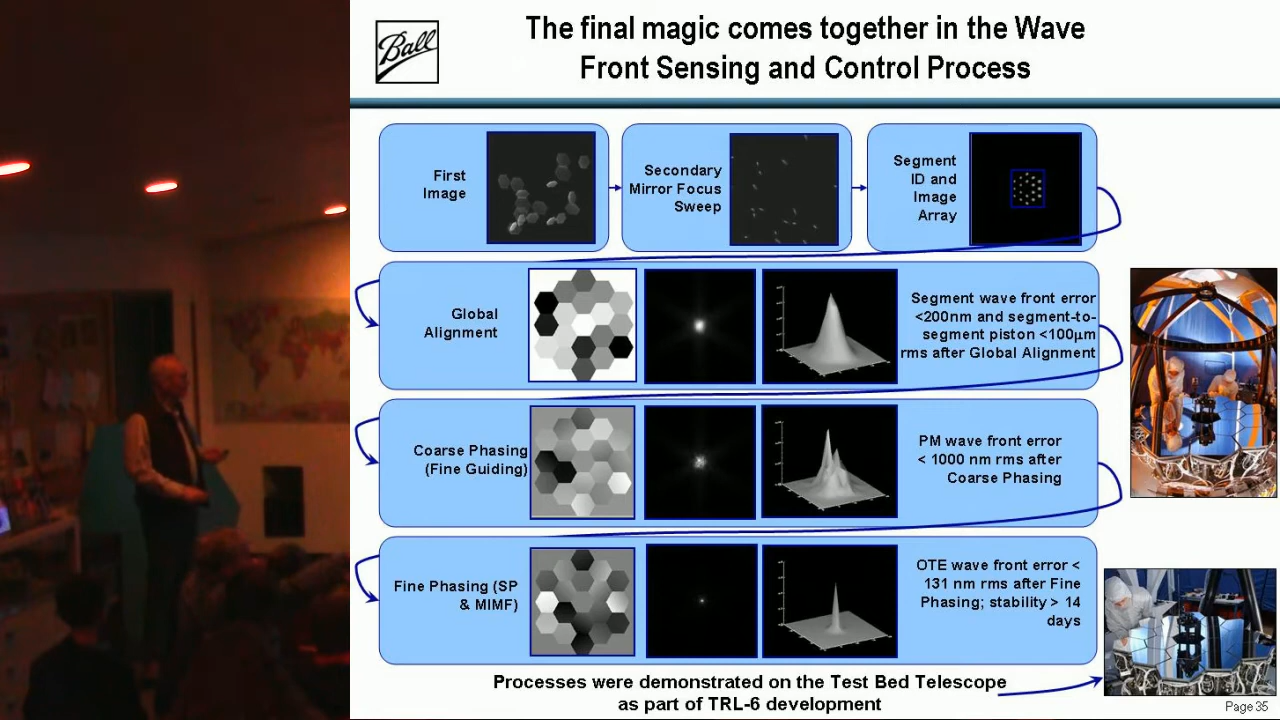 The final magic comes together in the Wave
Front Sensing and Control Process
Ball
First
Image
Secondary
Mirror Focus
Sweep
Segment
ID and
Image
Array
Global
Alignment
Segment wave front error
<200nm and segment-to-
segment piston <100µm
rms after Global Alignment
Coarse Phasing
(Fine Guiding)
PM wave front error
< 1000 nm rms after
Coarse Phasing
Fine Phasing (SP
& MIMF)
OTE wave front error <
131 nm rms after Fine
Phasing; stability > 14
days
Processes were demonstrated on the Test Bed Telescope
as part of TRL-6 development
Page 35